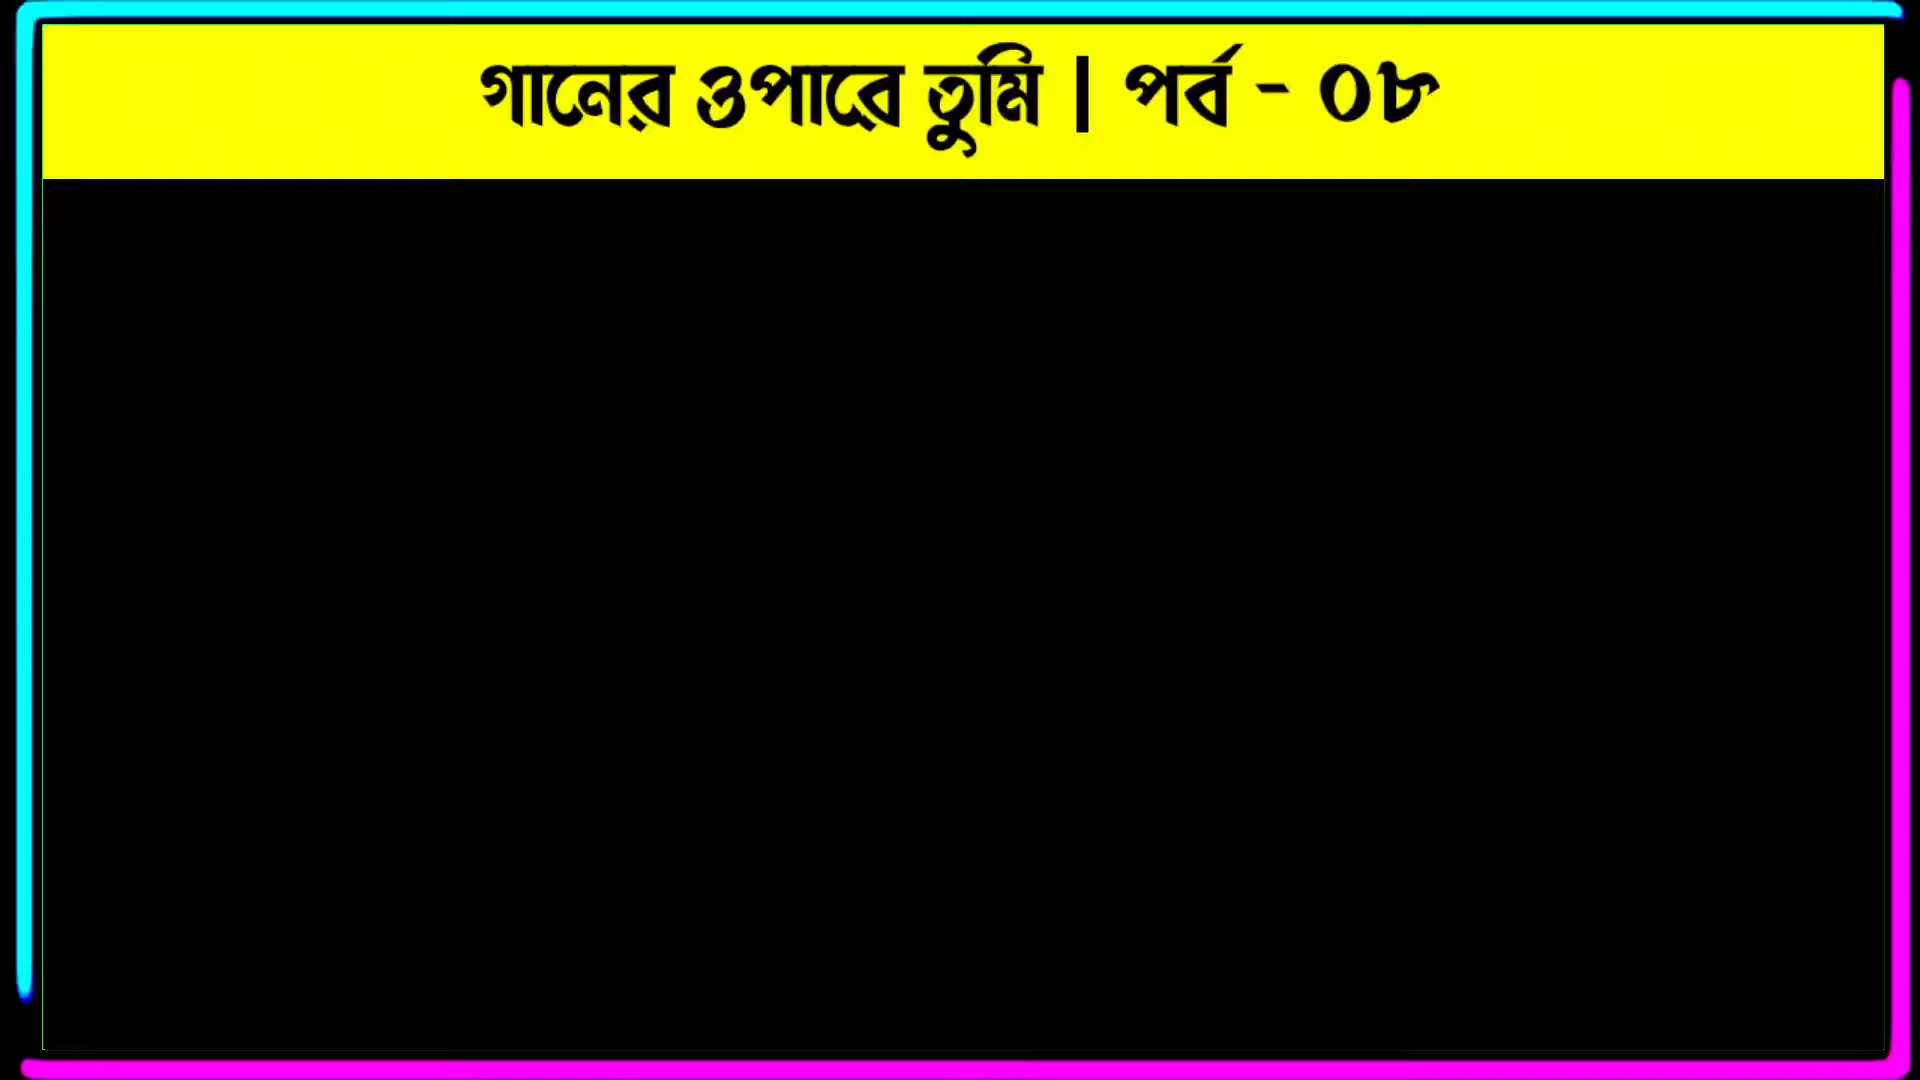 গানের ওপারে তুমি | পর্ব - ০৮